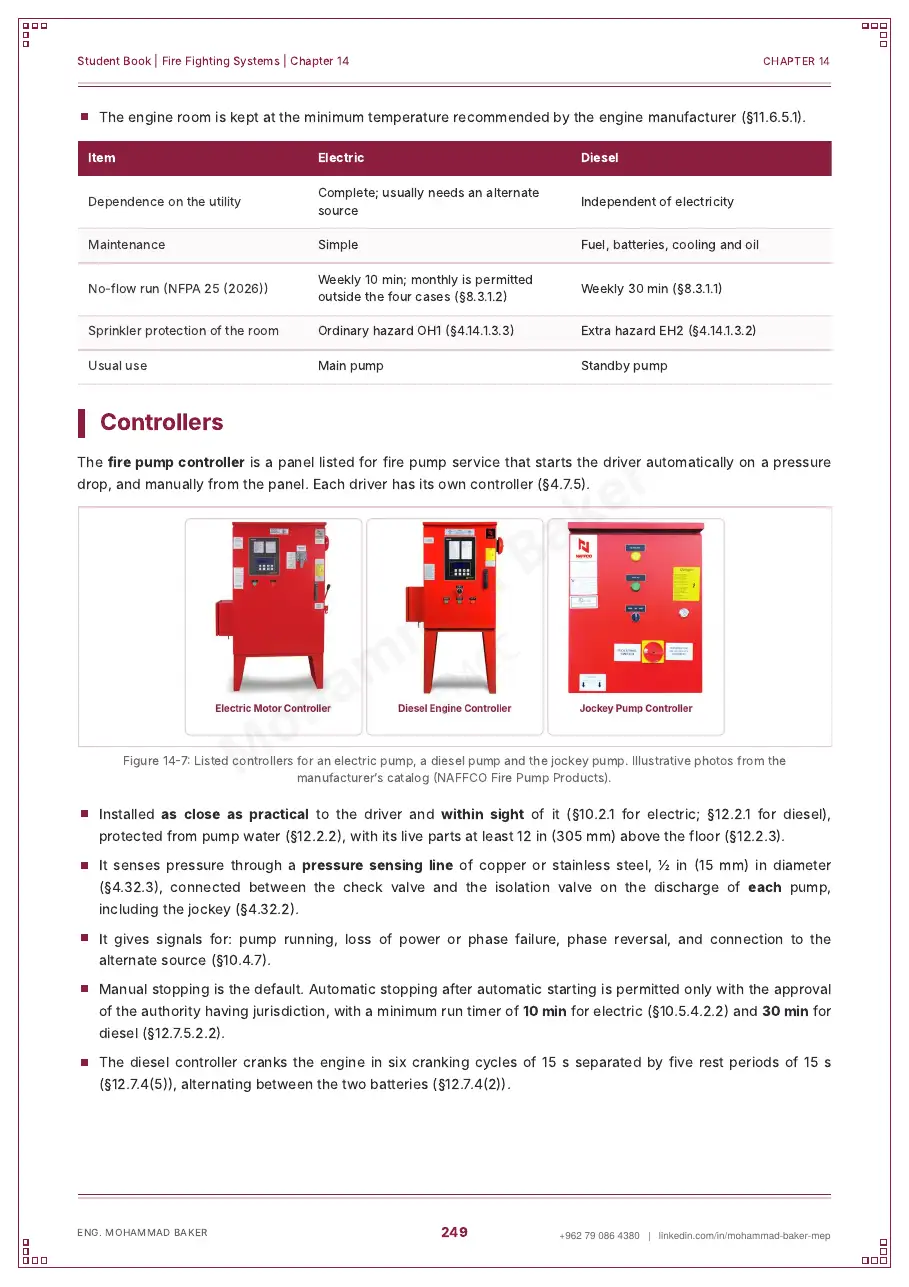 Student Book | Fire Fighting Systems | Chapter 14
CHAPTER 14
The engine room is kept at the minimum temperature recommended by the engine manufacturer (§11.6.5.1).
Item Electric Diesel
Dependence on the utility Complete; usually needs an alternate source Independent of electricity
Maintenance Simple Fuel, batteries, cooling and oil
No-flow run (NFPA 25 (2026)) Weekly 10 min; monthly is permitted outside the four cases (§8.3.1.2) Weekly 30 min (§8.3.1.1)
Sprinkler protection of the room Ordinary hazard OH1 (§4.14.1.3.3) Extra hazard EH2 (§4.14.1.3.2)
Usual use Main pump Standby pump
Controllers
The fire pump controller is a panel listed for fire pump service that starts the driver automatically on a pressure
drop, and manually from the panel. Each driver has its own controller (§4.7.5).
NAFFCO
Electric Motor Controller
Diesel Engine Controller
Jockey Pump Controller
Mohammad Baker
Figure 14-7: Listed controllers for an electric pump, a diesel pump and the jockey pump. Illustrative photos from the
manufacturer's catalog (NAFFCO Fire Pump Products).
Installed as close as practical to the driver and within sight of it (§10.2.1 for electric; §12.2.1 for diesel),
protected from pump water (§12.2.2), with its live parts at least 12 in (305 mm) above the floor (§12.2.3).
It senses pressure through a pressure sensing line of copper or stainless steel, ½ in (15 mm) in diameter
(§4.32.3), connected between the check valve and the isolation valve on the discharge of each pump,
including the jockey (§4.32.2).
It gives signals for: pump running, loss of power or phase failure, phase reversal, and connection to the
alternate source (§10.4.7).
Manual stopping is the default. Automatic stopping after automatic starting is permitted only with the approval
of the authority having jurisdiction, with a minimum run timer of 10 min for electric (§10.5.4.2.2) and 30 min for
diesel (§12.7.5.2.2).
The diesel controller cranks the engine in six cranking cycles of 15 s separated by five rest periods of 15 s
(§12.7.4(5)), alternating between the two batteries (§12.7.4(2)).
ENG. MOHAMMAD BAKER
249
+962 79 086 4380 | linkedin.com/in/mohammad-baker-mep